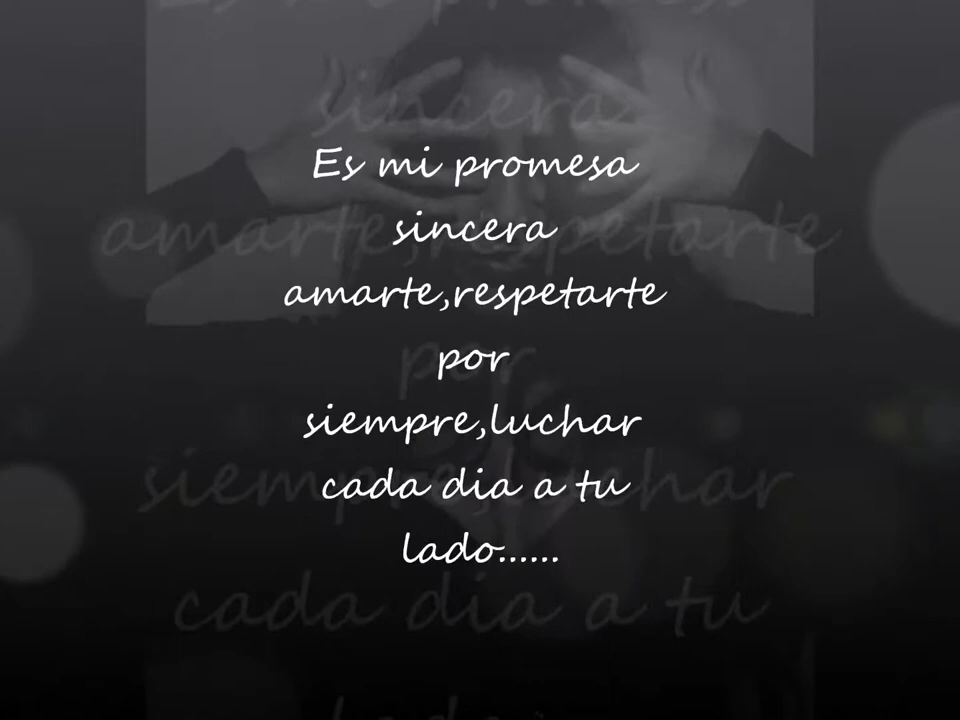 Es mi promesa
sincera
amarte,respetarte
por
siempre,luchar
cada dia a tu
lado......